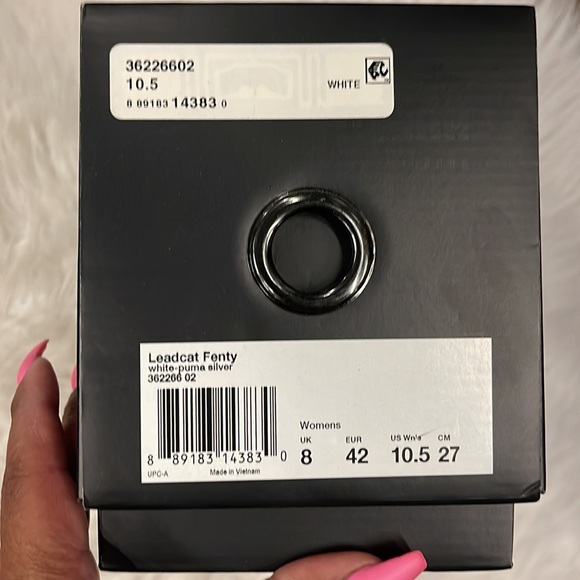 36226602
10.5
8 89183 14383 0
WHITE
Leadcat Fenty
white-puma silver
362266 02
8 89183 14383 0
UPC-A
Made in Vietnam
Womens
UK EUR US Wn's CM
8 42 10.5 27